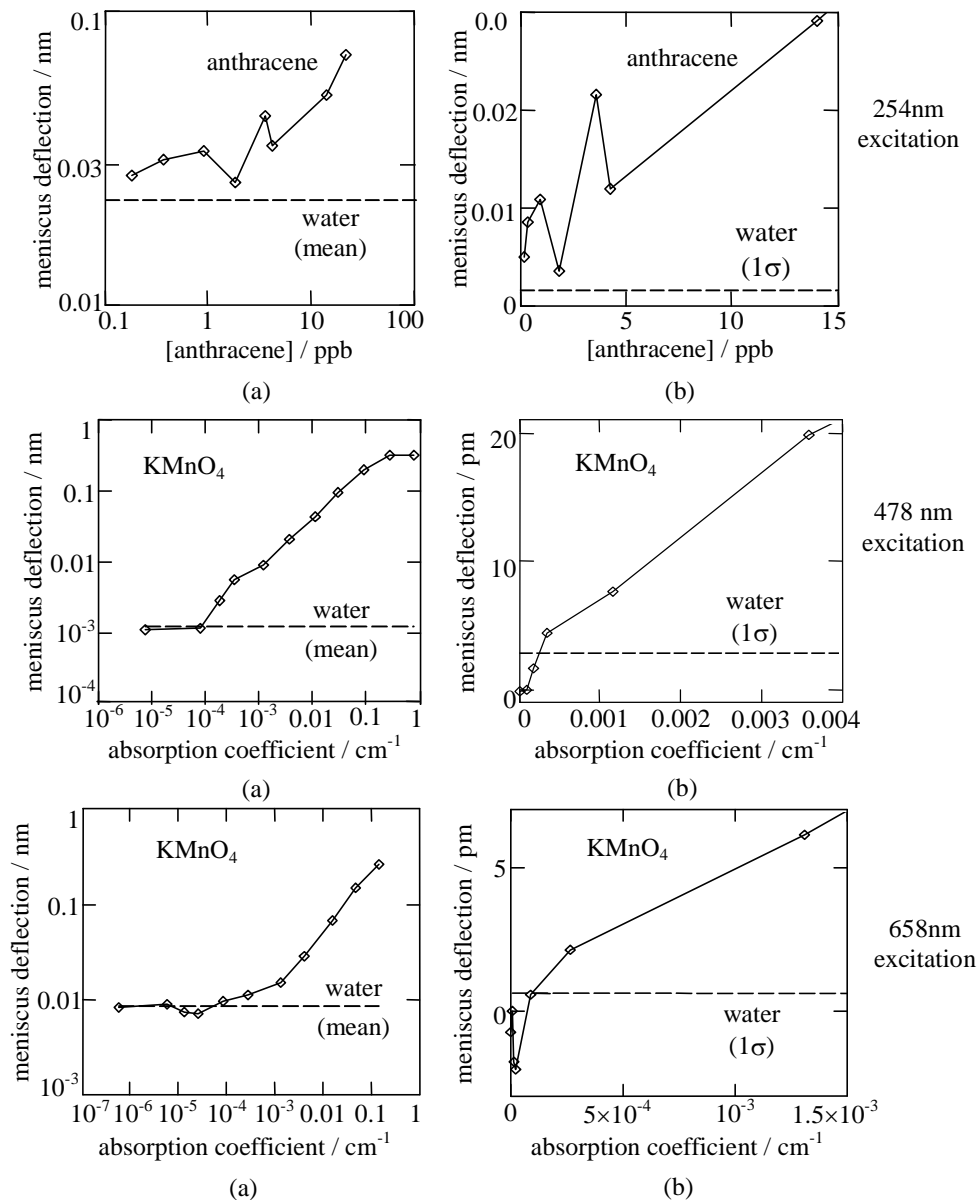 0.1
0.03
0.01
meniscus deflection / nm
anthracene
water
(mean)
0.1
1
10
100
[anthracene] / ppb
(a)
0.0
0.02
0.01
0
meniscus deflection / nm
anthracene
water
(1σ)
0
5
10
15
[anthracene] / ppb
(b)
254nm
excitation
1
0.1
0.01
10⁻³
10⁻⁴
meniscus deflection / nm
KMnO₄
water
(mean)
10⁻⁶
10⁻⁵
10⁻⁴
10⁻³
0.01
0.1
1
absorption coefficient / cm⁻¹
(a)
20
10
0
meniscus deflection / pm
KMnO₄
water
(1σ)
0
0.001
0.002
0.003
0.004
absorption coefficient / cm⁻¹
(b)
478 nm
excitation
1
0.1
0.01
10⁻³
meniscus deflection / nm
KMnO₄
water
(mean)
10⁻⁷
10⁻⁶
10⁻⁵
10⁻⁴
10⁻³
0.01
0.1
1
absorption coefficient / cm⁻¹
(a)
5
0
meniscus deflection / pm
KMnO₄
water
(1σ)
0
5×10⁻⁴
10⁻³
1.5×10⁻³
absorption coefficient / cm⁻¹
(b)
658nm
excitation